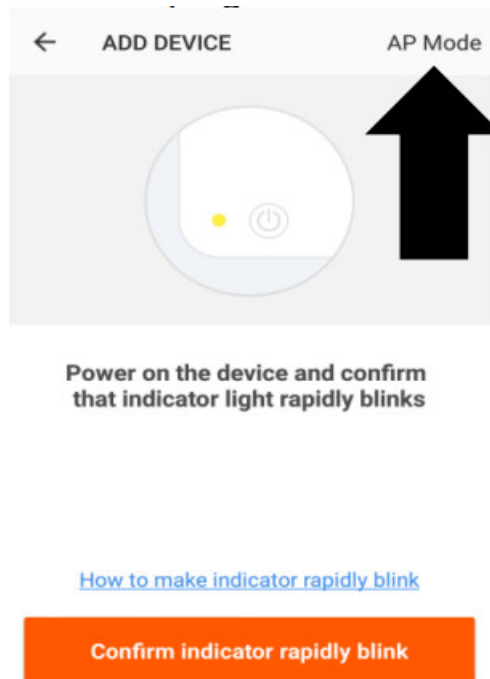 ADD DEVICE AP Mode
Power on the device and confirm
that indicator light rapidly blinks
How to make indicator rapidly blink
Confirm indicator rapidly blink